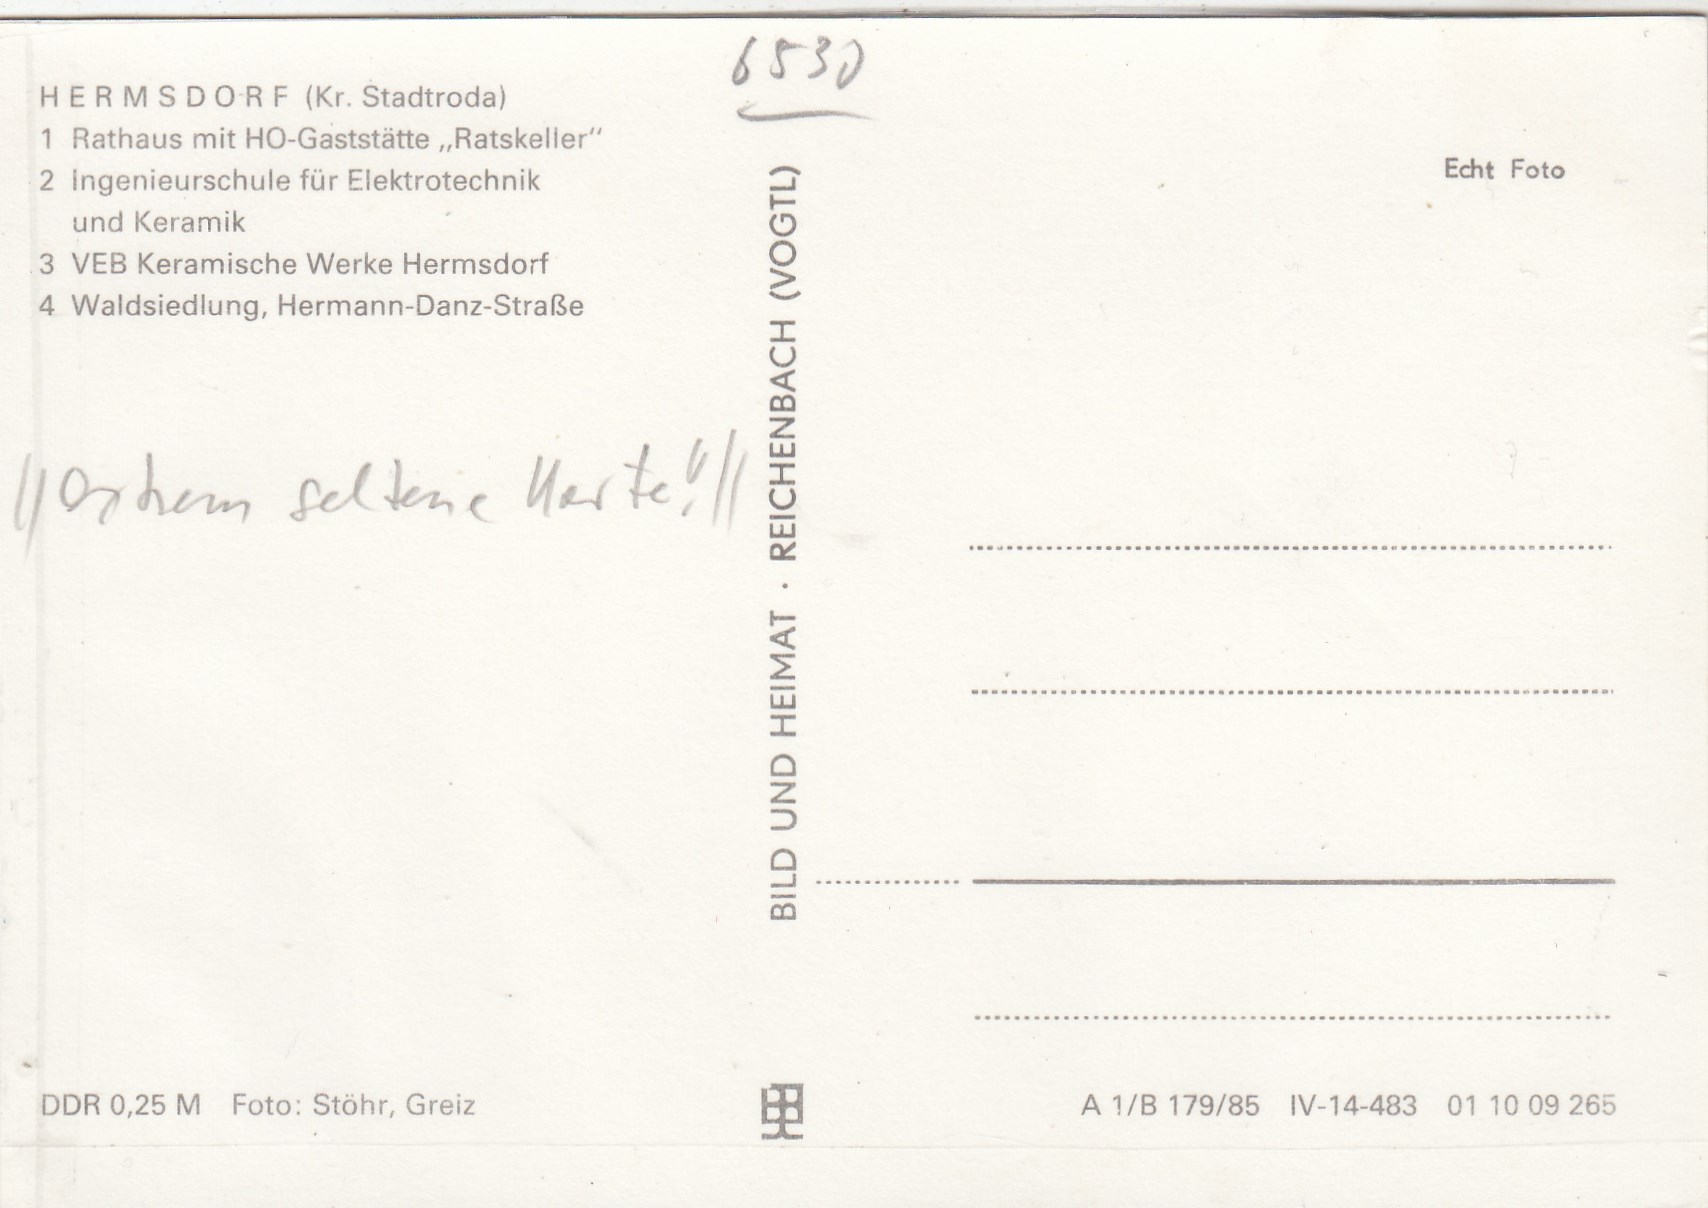 6530
HERMSDORF (Kr. Stadtroda)
1 Rathaus mit HO-Gaststätte „Ratskeller“
2 Ingenieurschule für Elektrotechnik
und Keramik
3 VEB Keramische Werke Hermsdorf
4 Waldsiedlung, Hermann-Danz-Straße
seltene Karte!!
DDR 0,25 M Foto: Stöhr, Greiz
BILD UND HEIMAT · REICHENBACH (VOGTL)
Echt Foto
A 1/B 179/85 IV-14-483 01 10 09 265